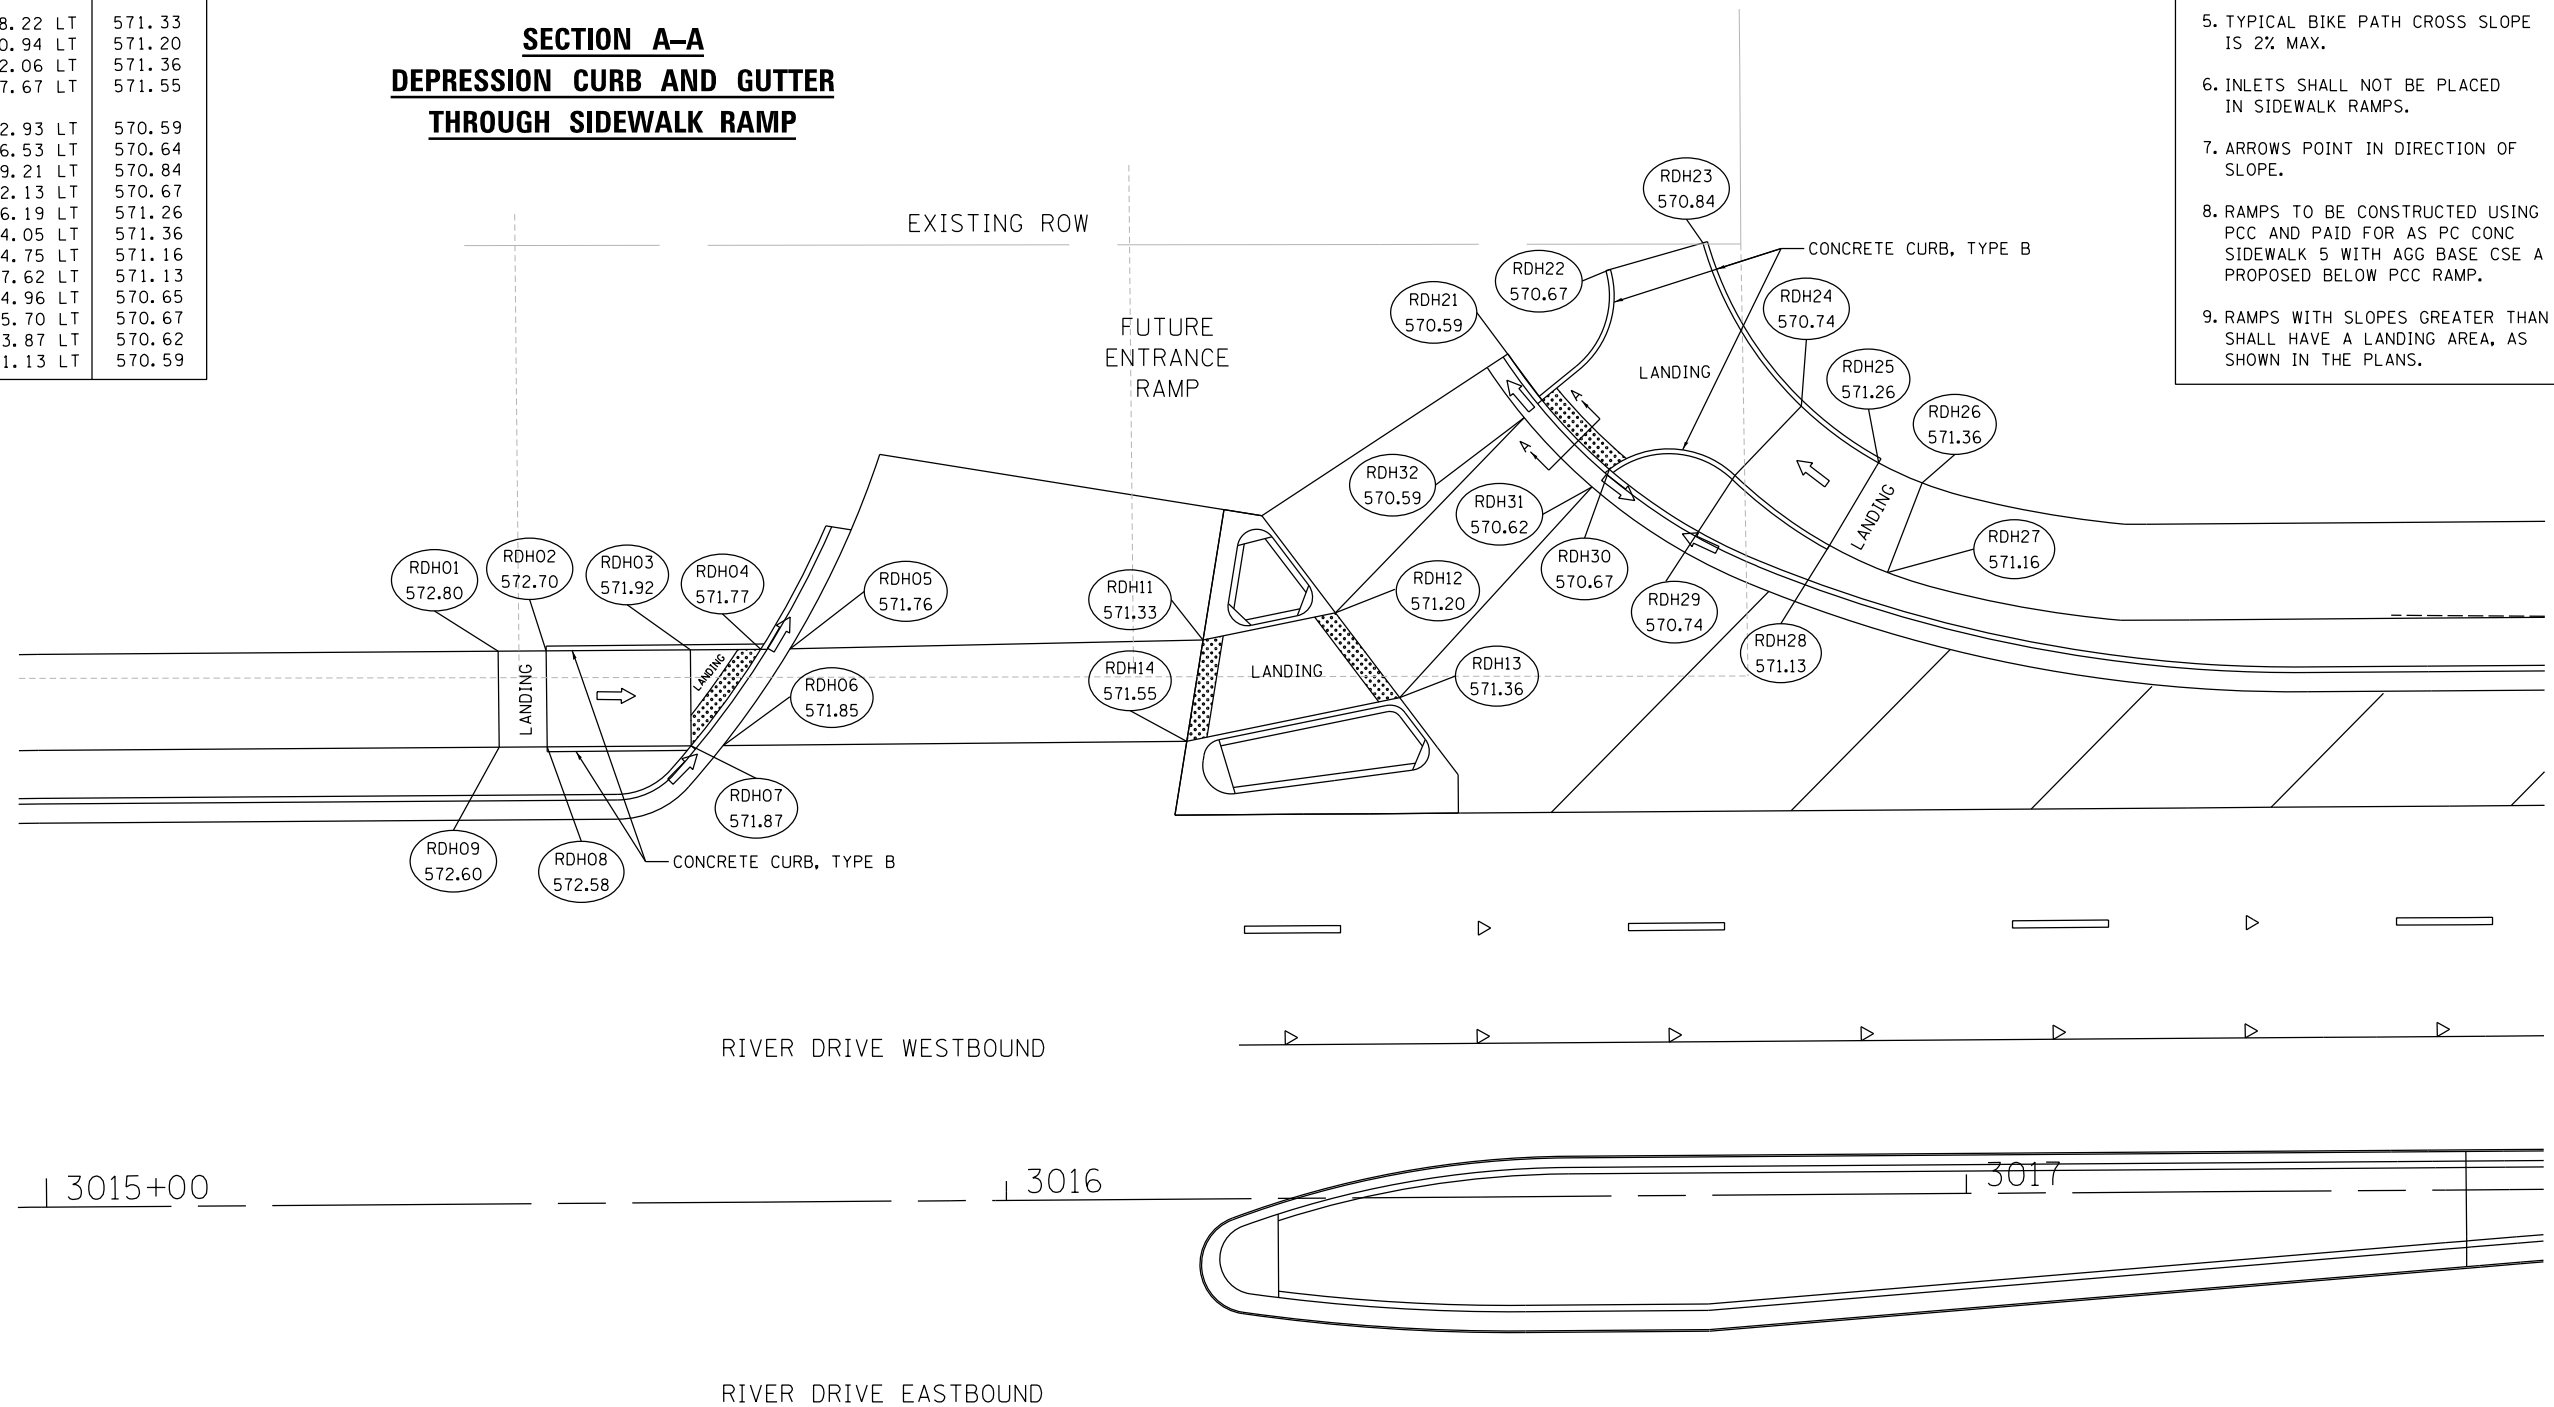 8.22 LT 571.33
0.94 LT 571.20
2.06 LT 571.36
7.67 LT 571.55
2.93 LT 570.59
6.53 LT 570.64
9.21 LT 570.84
2.13 LT 570.67
6.19 LT 571.26
4.05 LT 571.36
4.75 LT 571.16
7.62 LT 571.13
4.96 LT 570.65
5.70 LT 570.67
3.87 LT 570.62
1.13 LT 570.59
SECTION A–A
DEPRESSION CURB AND GUTTER
THROUGH SIDEWALK RAMP
5. TYPICAL BIKE PATH CROSS SLOPE
IS 2% MAX.
6. INLETS SHALL NOT BE PLACED
IN SIDEWALK RAMPS.
7. ARROWS POINT IN DIRECTION OF
SLOPE.
8. RAMPS TO BE CONSTRUCTED USING
PCC AND PAID FOR AS PC CONC
SIDEWALK 5 WITH AGG BASE CSE A
PROPOSED BELOW PCC RAMP.
9. RAMPS WITH SLOPES GREATER THAN
SHALL HAVE A LANDING AREA, AS
SHOWN IN THE PLANS.
EXISTING ROW
FUTURE
ENTRANCE
RAMP
RDH23
570.84
RDH22
570.67
RDH21
570.59
CONCRETE CURB, TYPE B
RDH24
570.74
RDH25
571.26
RDH26
571.36
LANDING
A
A
LANDING
RDH32
570.59
RDH31
570.62
RDH30
570.67
RDH29
570.74
RDH28
571.13
RDH27
571.16
RDH01
572.80
RDH02
572.70
RDH03
571.92
RDH04
571.77
RDH05
571.76
RDH06
571.85
RDH07
571.87
RDH08
572.58
RDH09
572.60
LANDING
LANDING
CONCRETE CURB, TYPE B
RDH11
571.33
RDH12
571.20
RDH14
571.55
LANDING
RDH13
571.36
RIVER DRIVE WESTBOUND
3015+00
3016
3017
RIVER DRIVE EASTBOUND